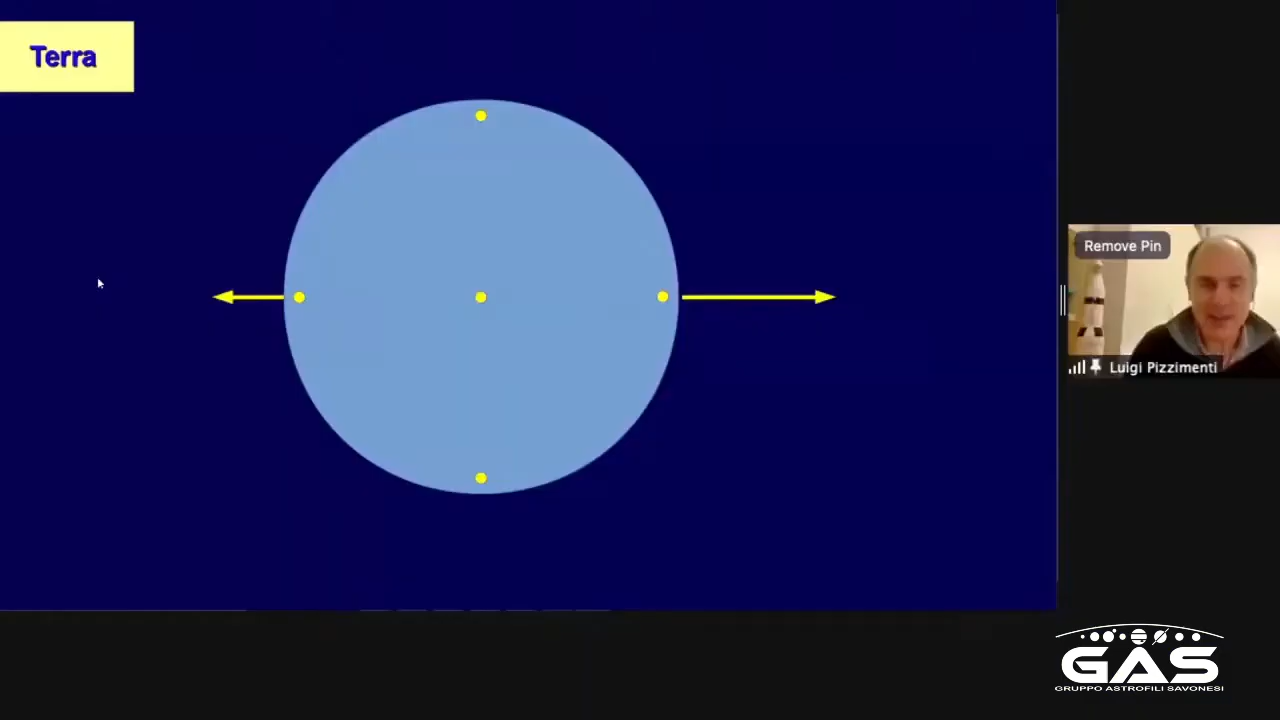 Terra
Remove Pin
Luigi Pizzimenti
GAS
GRUPPO ASTROFILI SAVONESI